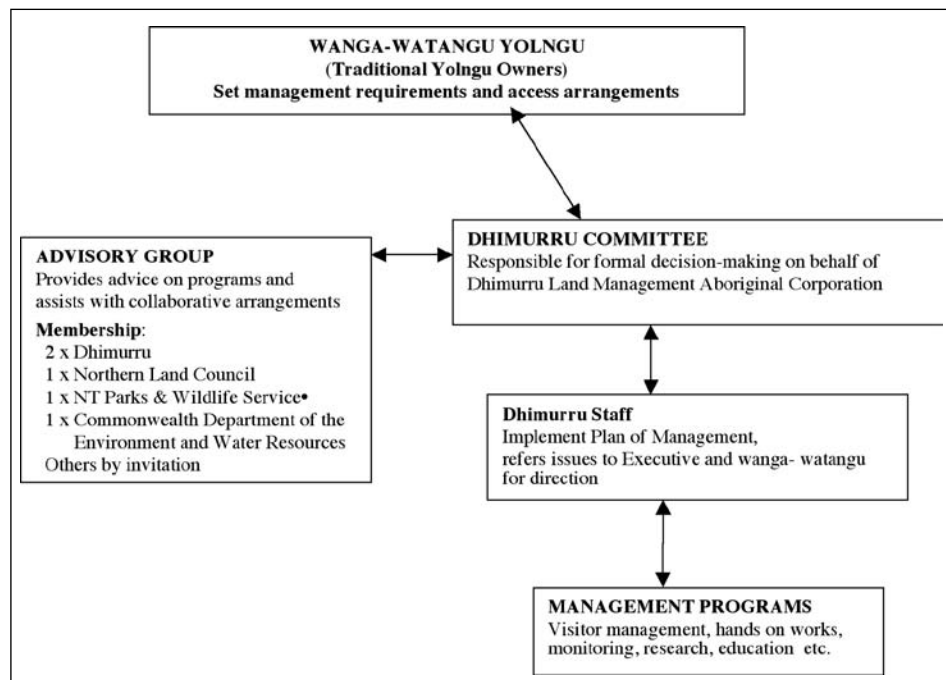 WANGA-WATANGU YOLNGU
(Traditional Yolngu Owners)
Set management requirements and access arrangements
ADVISORY GROUP
Provides advice on programs and
assists with collaborative arrangements
Membership:
2 x Dhimurru
1 x Northern Land Council
1 x NT Parks & Wildlife Service•
1 x Commonwealth Department of the
Environment and Water Resources
Others by invitation
DHIMURRU COMMITTEE
Responsible for formal decision-making on behalf of
Dhimurru Land Management Aboriginal Corporation
Dhimurru Staff
Implement Plan of Management,
refers issues to Executive and wanga- watangu
for direction
MANAGEMENT PROGRAMS
Visitor management, hands on works,
monitoring, research, education etc.